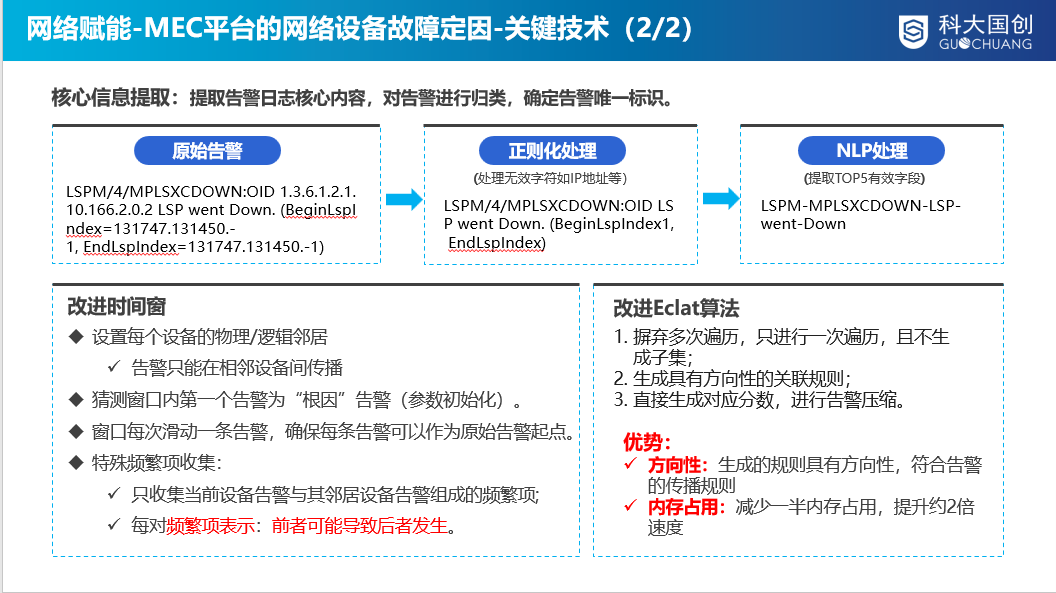 网络赋能-MEC平台的网络设备故障定因-关键技术（2/2）
科大国创
GUOCHUANG
核心信息提取：提取告警日志核心内容，对告警进行归类，确定告警唯一标识。
原始告警
LSPM/4/MPLSXCDOWN:OID 1.3.6.1.2.1.
10.166.2.0.2 LSP went Down. (BeginLspI
ndex=131747.131450.-
1, EndLspIndex=131747.131450.-1)
正则化处理
(处理无效字符如IP地址等）
LSPM/4/MPLSXCDOWN:OID LS
P went Down. (BeginLspIndex1,
EndLspIndex)
NLP处理
(提取TOP5有效字段)
LSPM-MPLSXCDOWN-LSP-
went-Down
改进时间窗
◆ 设置每个设备的物理/逻辑邻居
✓ 告警只能在相邻设备间传播
◆ 猜测窗口内第一个告警为“根因”告警（参数初始化）。
◆ 窗口每次滑动一条告警，确保每条告警可以作为原始告警起点。
◆ 特殊频繁项收集：
✓ 只收集当前设备告警与其邻居设备告警组成的频繁项;
✓ 每对频繁项表示：前者可能导致后者发生。
改进Eclat算法
1. 摒弃多次遍历，只进行一次遍历，且不生
成子集；
2. 生成具有方向性的关联规则；
3. 直接生成对应分数，进行告警压缩。
优势：
✓ 方向性：生成的规则具有方向性，符合告警
的传播规则
✓ 内存占用：减少一半内存占用，提升约2倍
速度